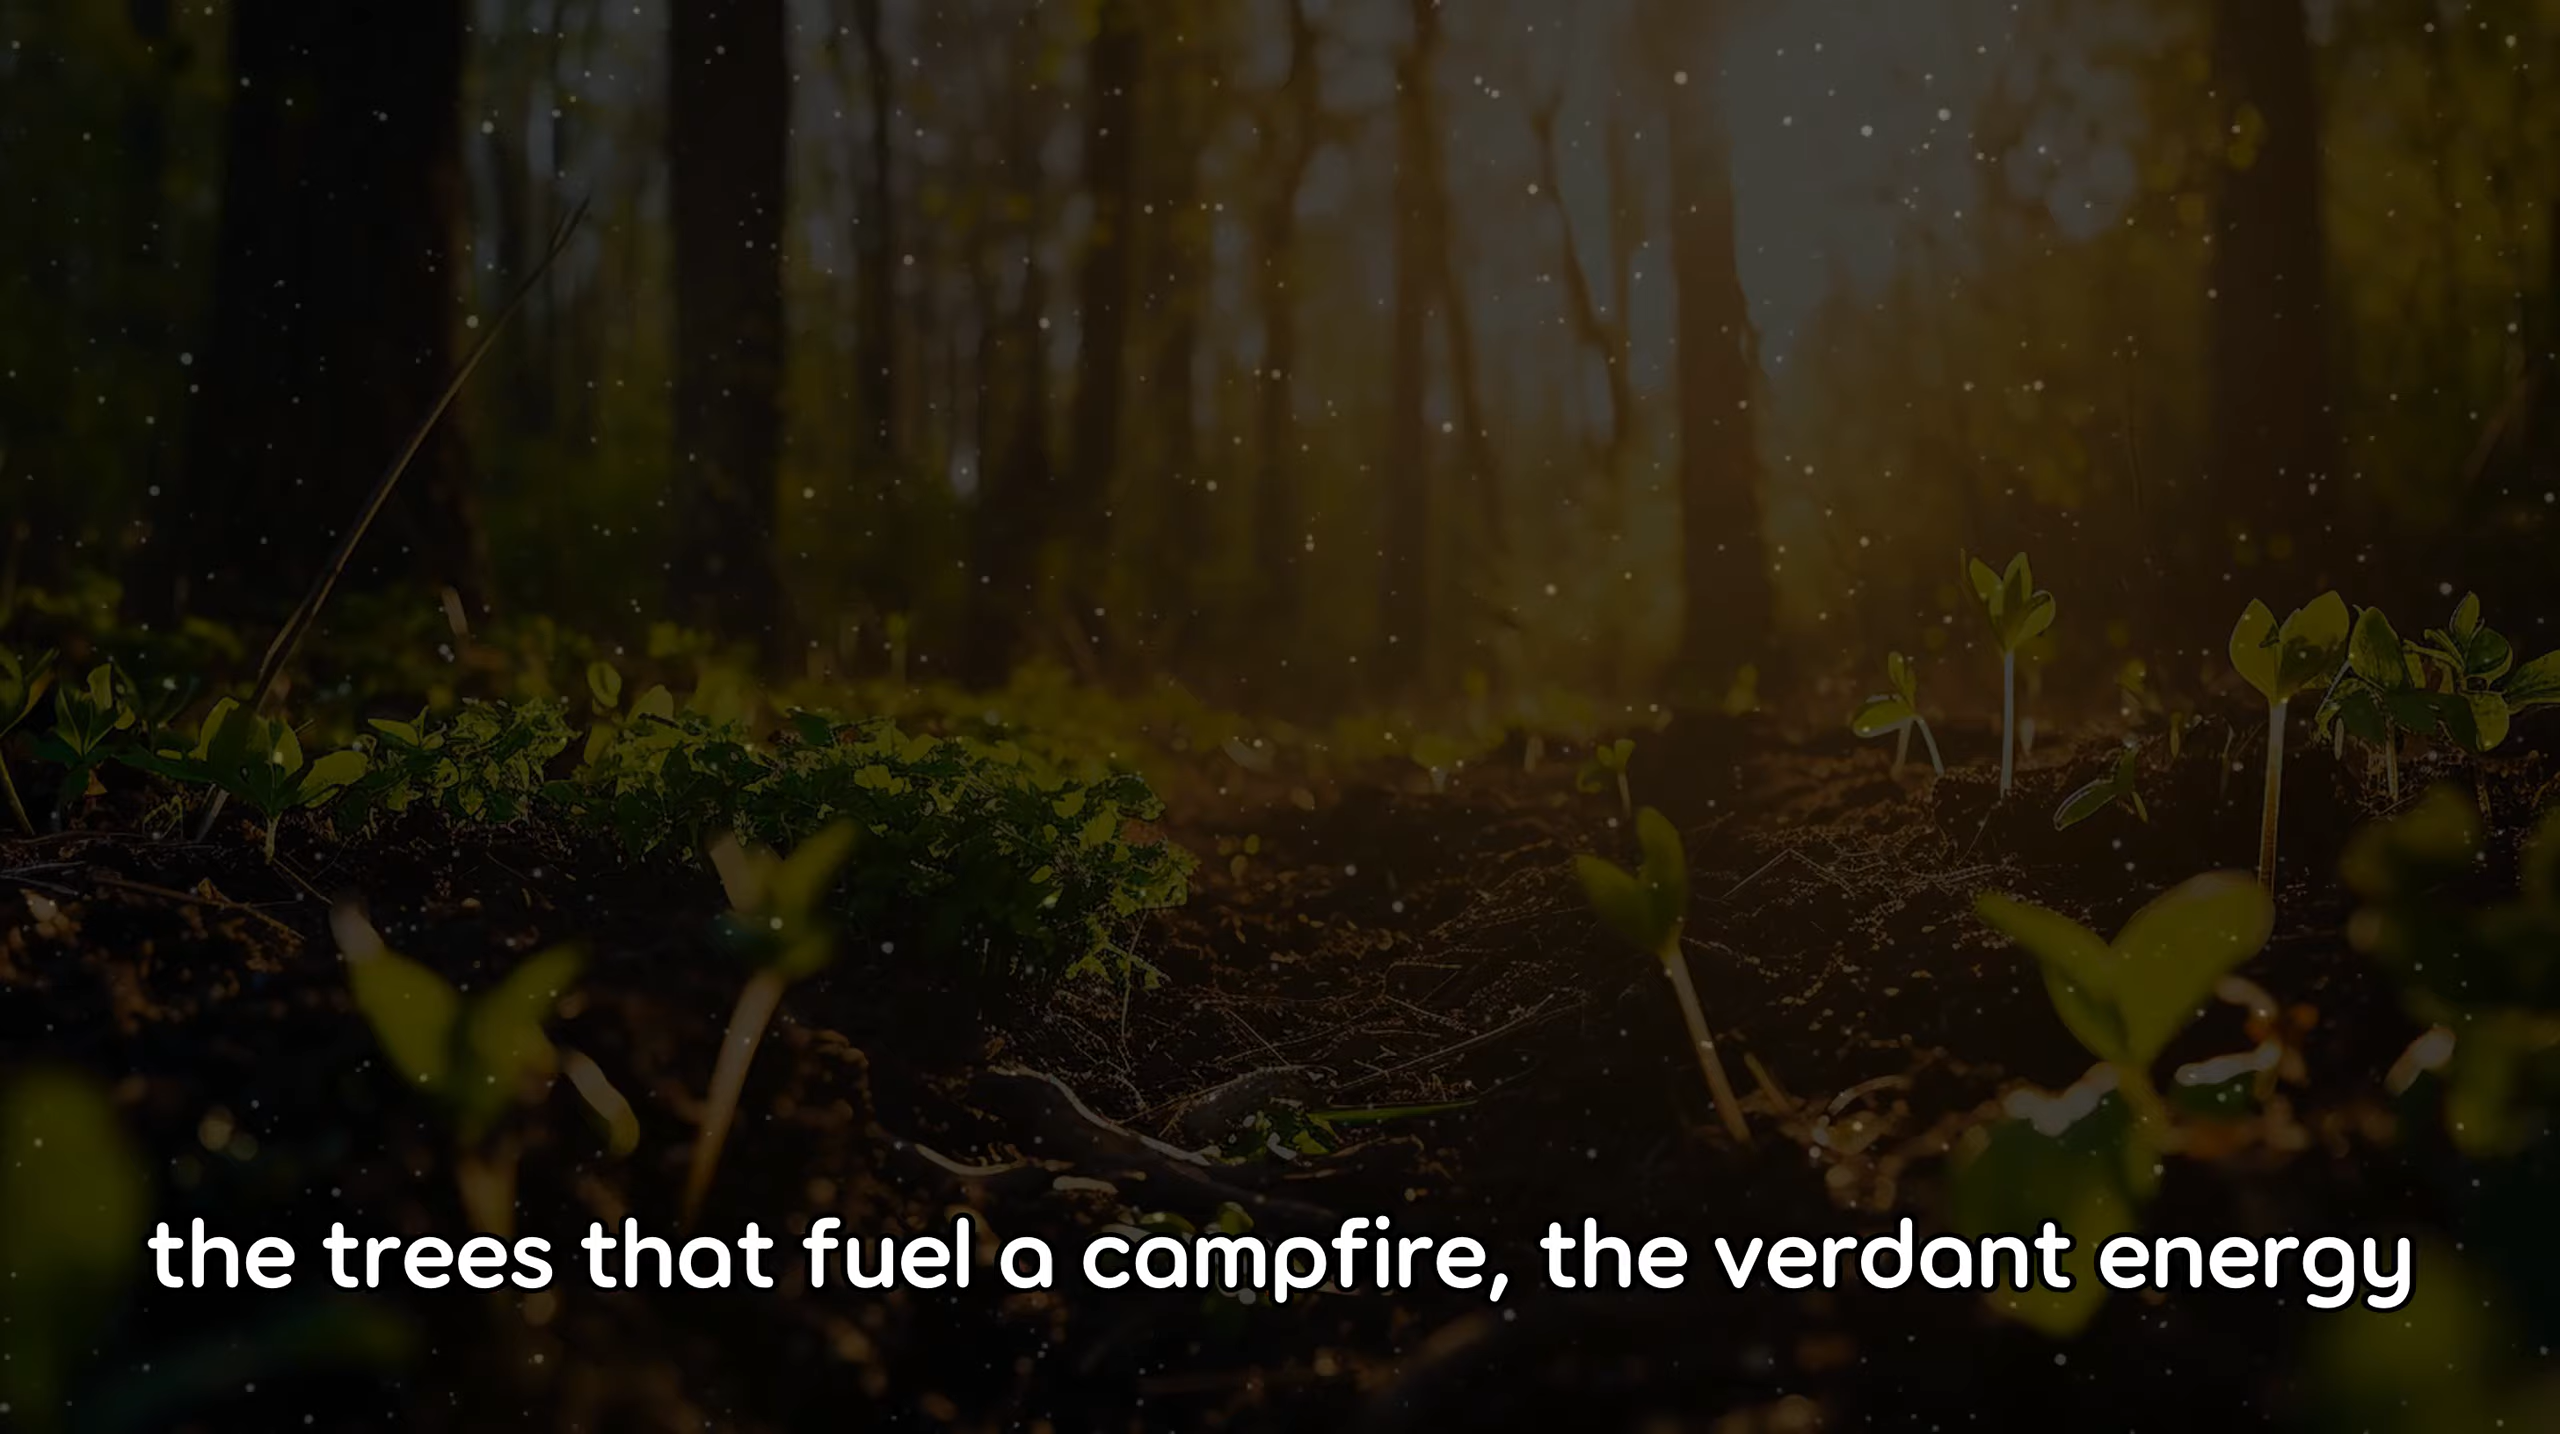 the trees that fuel a campfire, the verdant energy